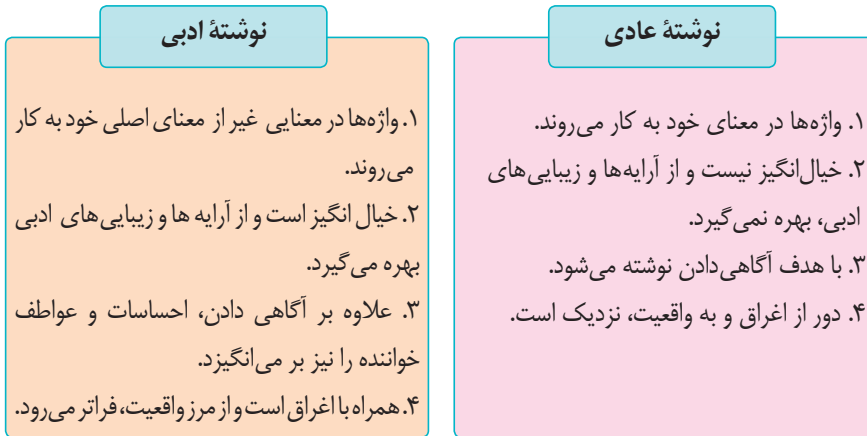 نوشتهٔ عادی
۱. واژه‌ها در معنای خود به کار می‌روند.
۲. خیال‌انگیز نیست و از آرایه‌ها و زیبایی‌های
ادبی، بهره نمی‌گیرد.
۳. با هدف آگاهی‌دادن نوشته می‌شود.
۴. دور از اغراق و به واقعیت، نزدیک است.
نوشتهٔ ادبی
۱. واژه‌ها در معنایی غیر از معنای اصلی خود به کار
می‌روند.
۲. خیال انگیز است و از آرایه ها و زیبایی‌های ادبی
بهره می‌گیرد.
۳. علاوه بر آگاهی دادن، احساسات و عواطف
خواننده را نیز بر می‌انگیزد.
۴. همراه با اغراق است و از مرز واقعیت، فراتر می‌رود.